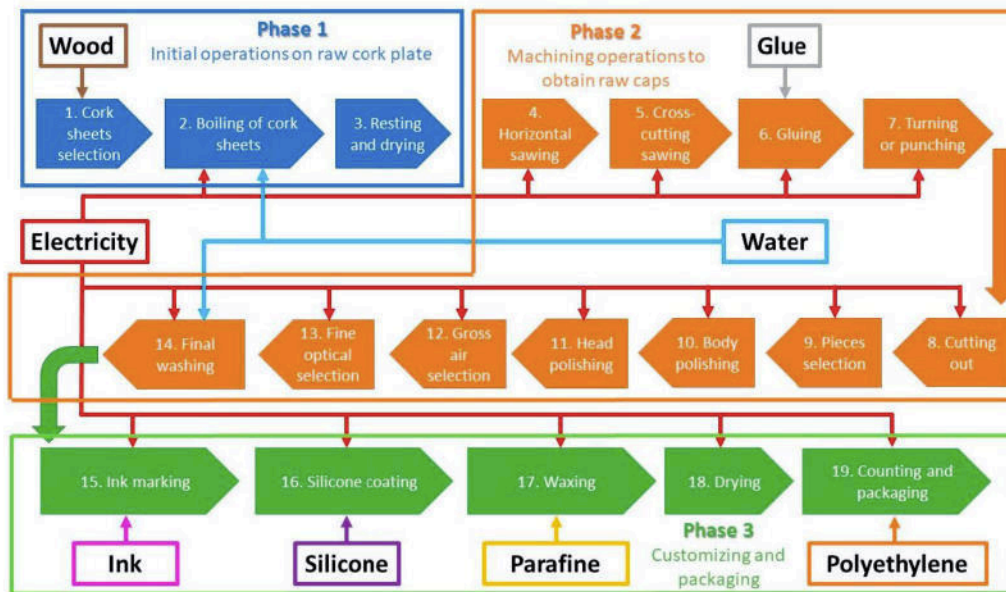 Phase 1
Initial operations on raw cork plate
Wood
1. Cork
sheets
selection
2. Boiling of cork
sheets
3. Resting
and drying
Phase 2
Machining operations to
obtain raw caps
Glue
4.
Horizontal
sawing
5. Cross-
cutting
sawing
6. Gluing
7. Turning
or punching
Electricity
Water
14. Final
washing
13. Fine
optical
selection
12. Gross
air
selection
11. Head
polishing
10. Body
polishing
9. Pieces
selection
8. Cutting
out
15. Ink marking
16. Silicone coating
17. Waxing
18. Drying
19. Counting and
packaging
Ink
Silicone
Parafine
Phase 3
Customizing and
packaging
Polyethylene